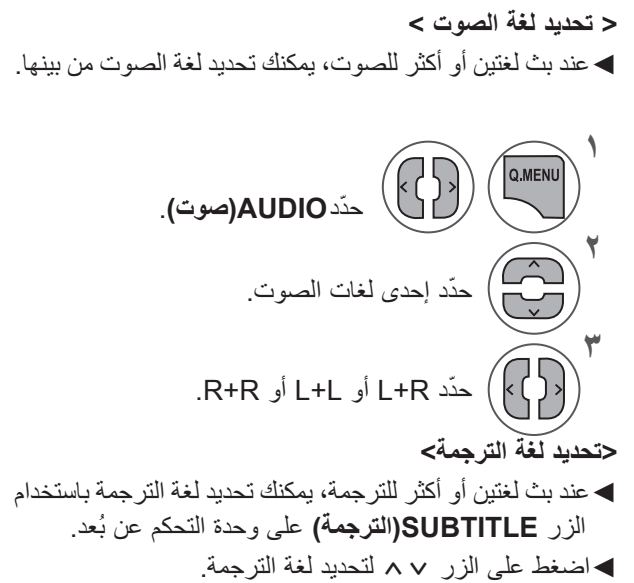 < تحديد لغة الصوت >
◀عند بث لغتين أو أكثر للصوت، يمكنك تحديد لغة الصوت من بينها.
١
Q.MENU
حدّد AUDIO(صوت).
٢
حدّد إحدى لغات الصوت.
٣
حدّد L+R أو L+L أو R+R.
<تحديد لغة الترجمة>
◀عند بث لغتين أو أكثر للترجمة، يمكنك تحديد لغة الترجمة باستخدام
الزر SUBTITLE(الترجمة) على وحدة التحكم عن بُعد.
◀اضغط على الزر ∧ ∨ لتحديد لغة الترجمة.